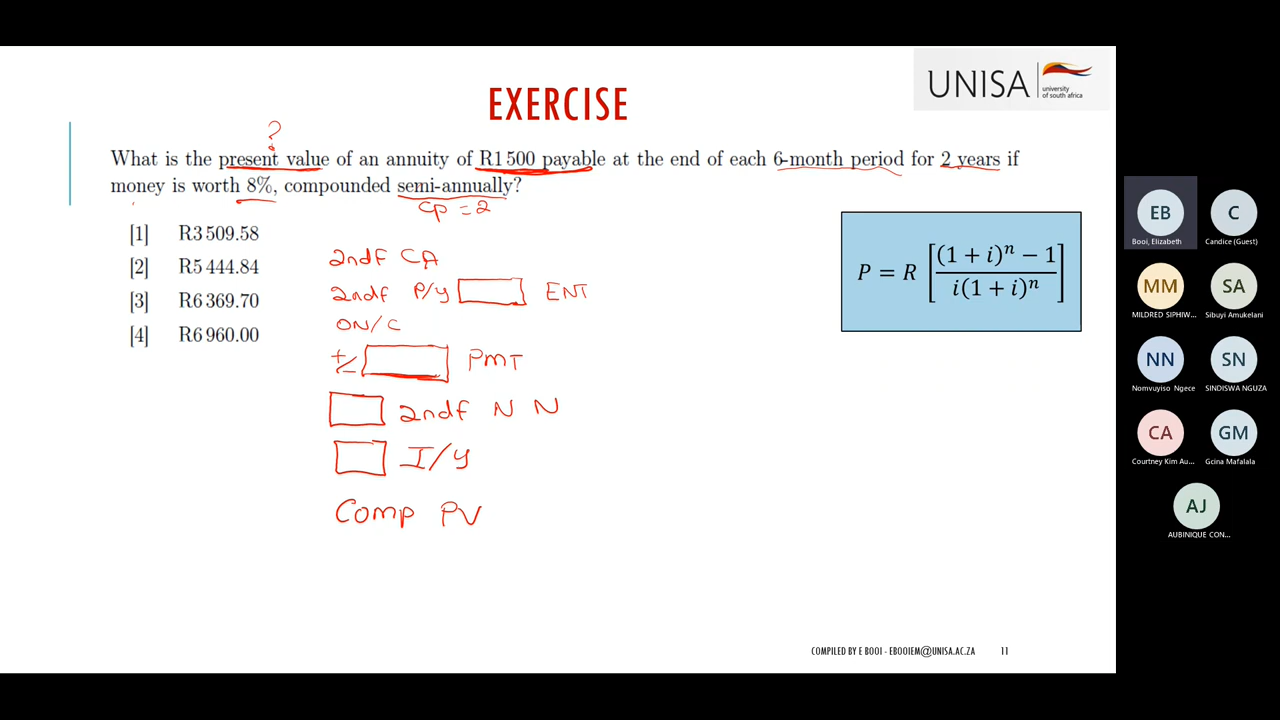 UNISA
university
of south africa
EXERCISE
?
What is the present value of an annuity of R1 500 payable at the end of each 6-month period for 2 years if
money is worth 8%, compounded semi-annually?
CP = 2
[1] R3 509.58
[2] R5 444.84
[3] R6 369.70
[4] R6 960.00
2ndf CA
2ndf P/y ENT
ON/C
+/- PMT
2ndf N N
I/y
Comp PV
P = R [((1 + i)^n − 1) / (i(1 + i)^n)]
COMPILED BY E BOOI - EBOOIEM@UNISA.AC.ZA 11
EB
Booi, Elizabeth
C
Candice (Guest)
MM
MILDRED SIPHIW...
SA
Sibuyi Amukelani
NN
Nomvuyiso Ngece
SN
SINDISWA NGUZA
CA
Courtney Kim Au...
GM
Gcina Mafalala
AJ
AUBINIQUE CON...